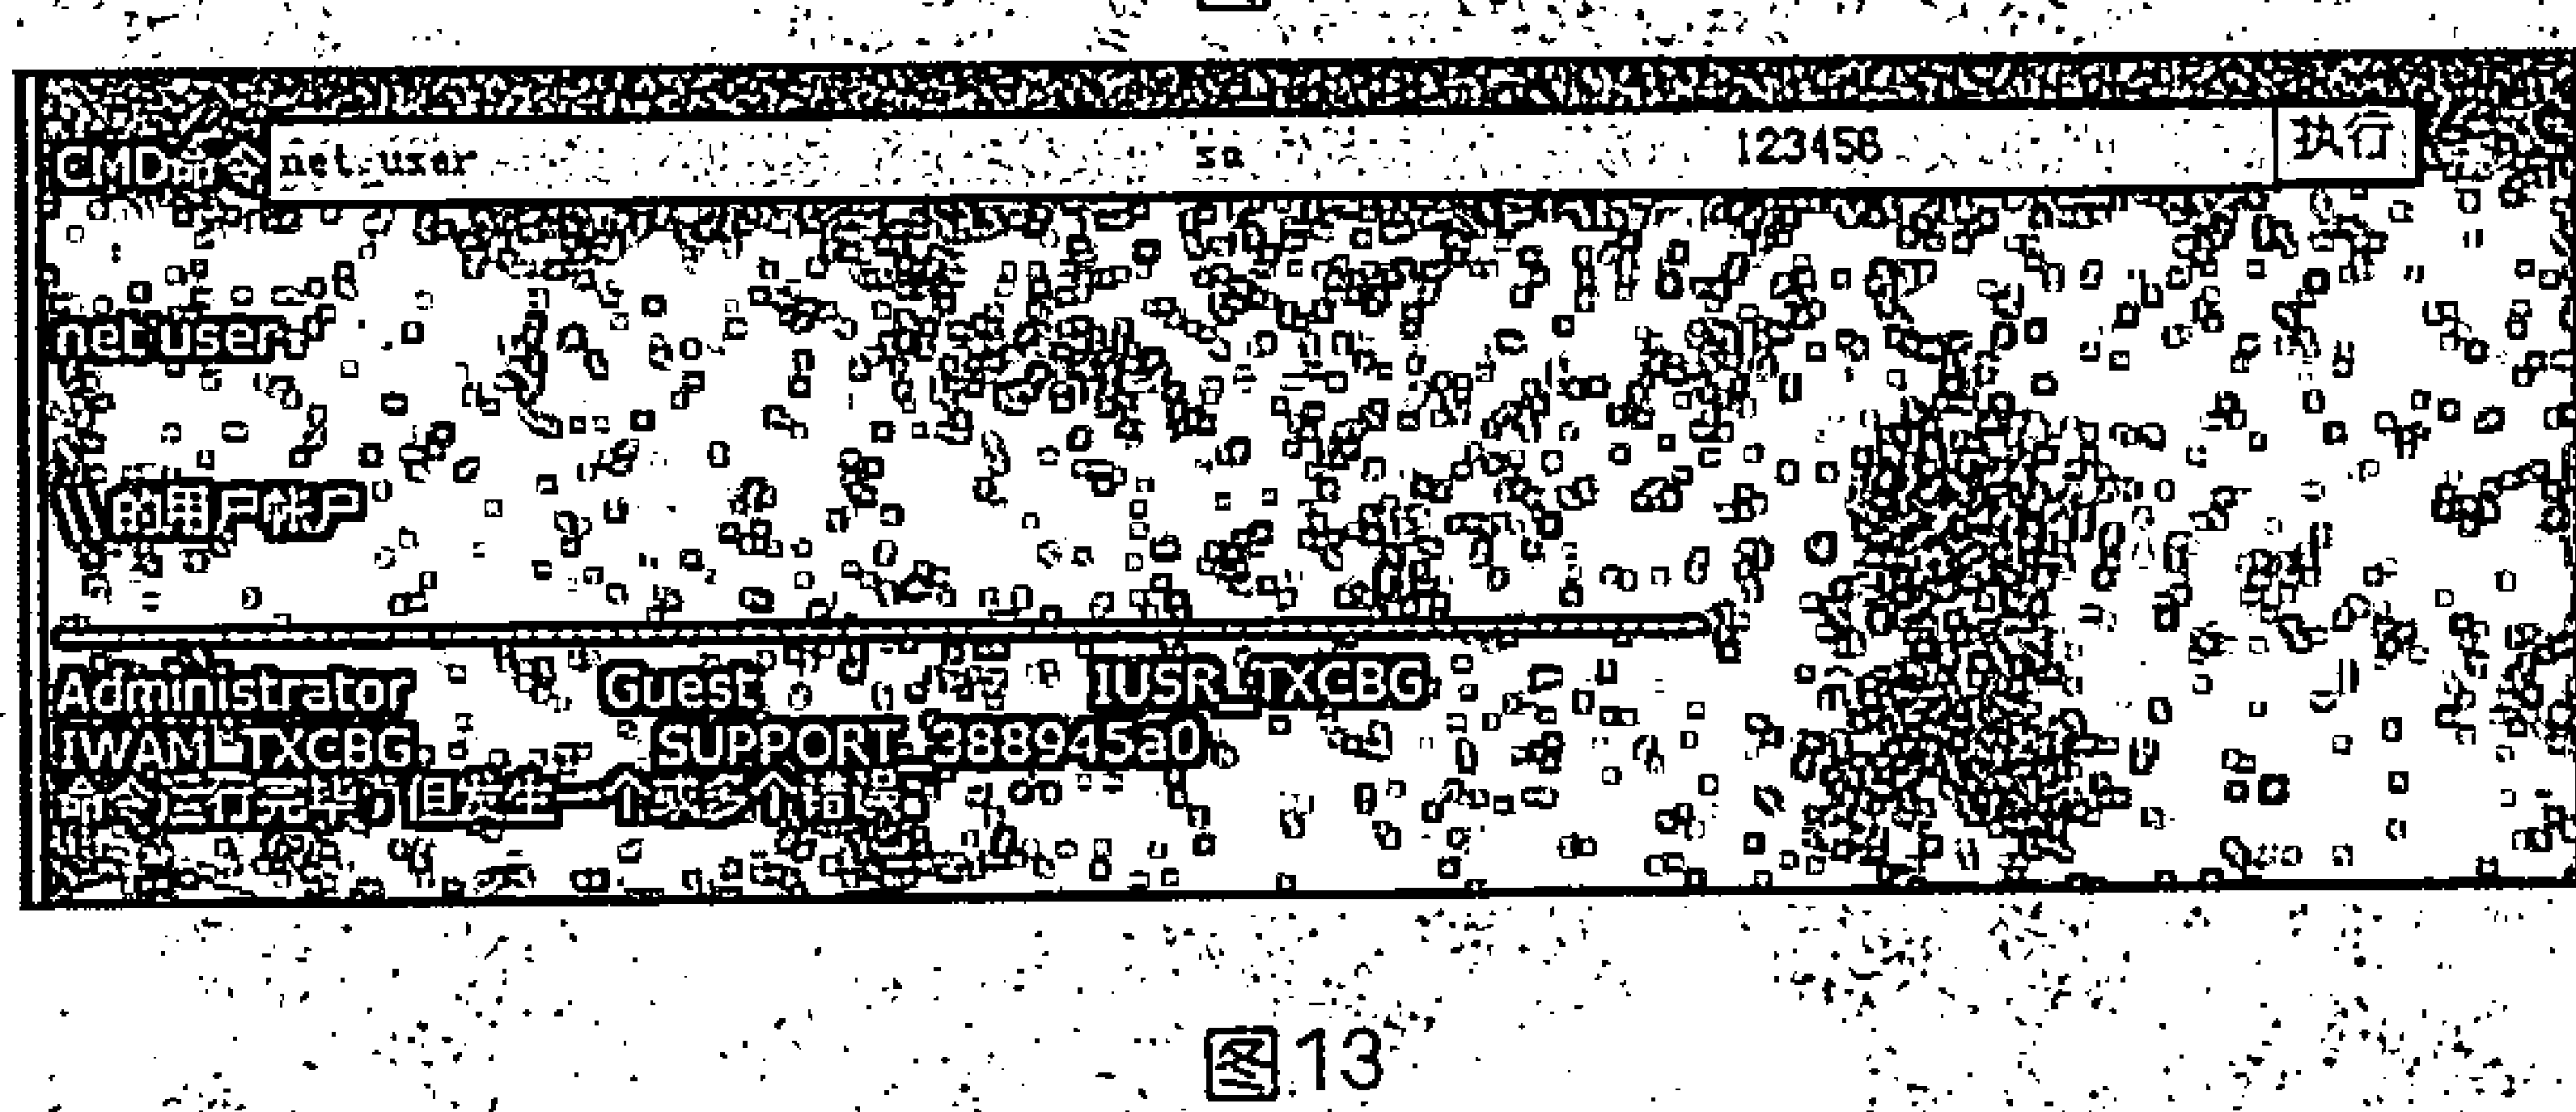 CMD命令 net user sa 123456 执行
net user
\\ 的用户帐户
Administrator Guest IUSR_TXCBG
IWAM_TXCBG SUPPORT_388945a0
命令运行完毕，但发生一个或多个错误
图13